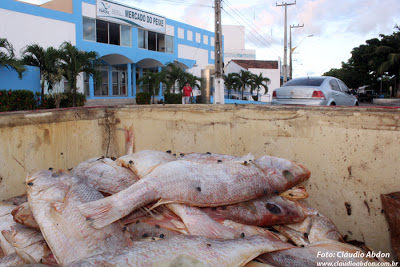 MERCADO DO PEIXE
Foto:
Cláudio Abdon
www.claudioabdon.com.br